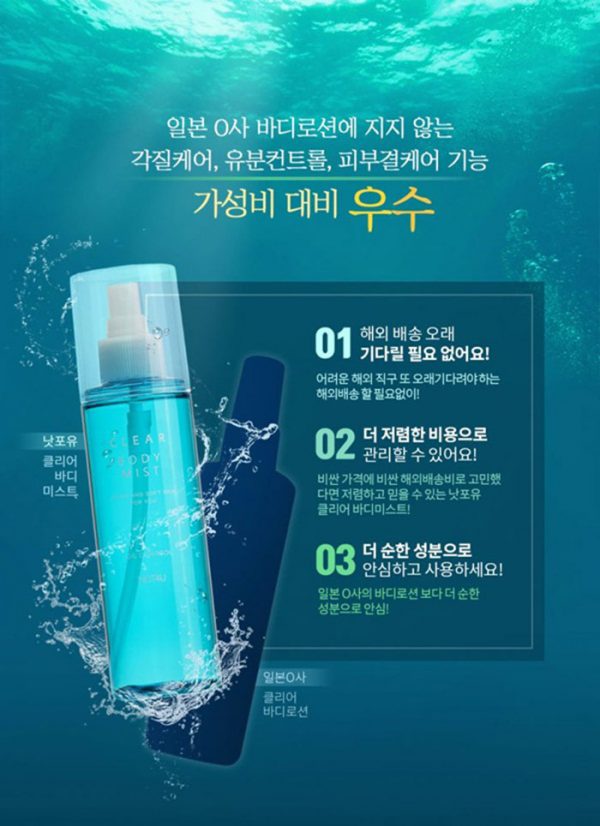 일본 O사 바디로션에 지지 않는
각질케어, 유분컨트롤, 피부결케어 기능
가성비 대비 우수
01 해외 배송 오래
기다릴 필요 없어요!
어려운 해외 직구 또 오래기다려야하는
해외배송 할 필요없이!
02 더 저렴한 비용으로
관리할 수 있어요!
비싼 가격에 비싼 해외배송비로 고민했
다면 저렴하고 믿을 수 있는 낫포유
클리어 바디미스트!
03 더 순한 성분으로
안심하고 사용하세요!
일본 O사의 바디로션 보다 더 순한
성분으로 안심!
낫포유
클리어
바디
미스트
CLEAR
BODY
MIST
일본O사
클리어
바디로션